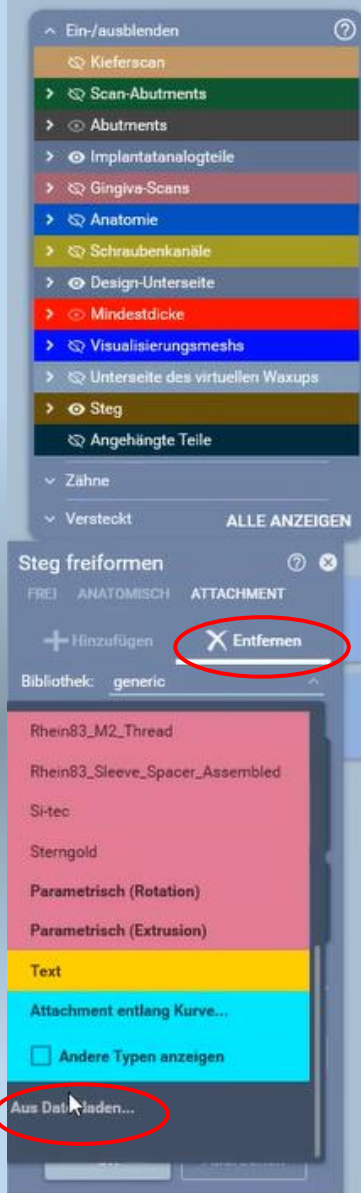 Ein-/ausblenden
Kieferscan
Scan-Abutments
Abutments
Implantatanalogteile
Gingiva-Scans
Anatomie
Schraubenkanäle
Design-Unterseite
Mindestdicke
Visualisierungsmeshs
Unterseite des virtuellen Waxups
Steg
Angehängte Teile
Zähne
Versteckt ALLE ANZEIGEN
Steg freiformen
FREI ANATOMISCH ATTACHMENT
Hinzufügen Entfernen
Bibliothek: generic
Rhein83_M2_Thread
Rhein83_Sleeve_Spacer_Assembled
Si-tec
Sterngold
Parametrisch (Rotation)
Parametrisch (Extrusion)
Text
Attachment entlang Kurve...
Andere Typen anzeigen
Aus Datei laden...